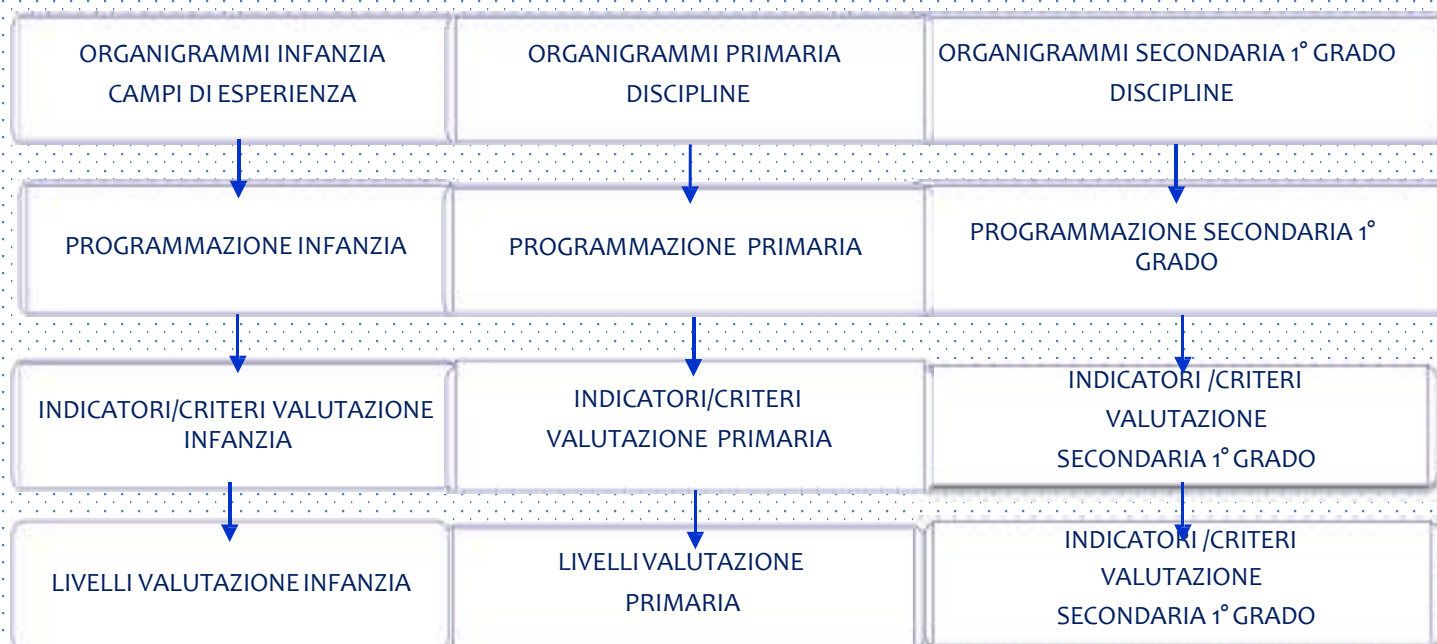 ORGANIGRAMMI INFANZIA
CAMPI DI ESPERIENZA
ORGANIGRAMMI PRIMARIA
DISCIPLINE
ORGANIGRAMMI SECONDARIA 1° GRADO
DISCIPLINE
PROGRAMMAZIONE INFANZIA
PROGRAMMAZIONE PRIMARIA
PROGRAMMAZIONE SECONDARIA 1°
GRADO
INDICATORI/CRITERI VALUTAZIONE
INFANZIA
INDICATORI/CRITERI
VALUTAZIONE PRIMARIA
INDICATORI /CRITERI
VALUTAZIONE
SECONDARIA 1° GRADO
LIVELLI VALUTAZIONE INFANZIA
LIVELLI VALUTAZIONE
PRIMARIA
INDICATORI /CRITERI
VALUTAZIONE
SECONDARIA 1° GRADO